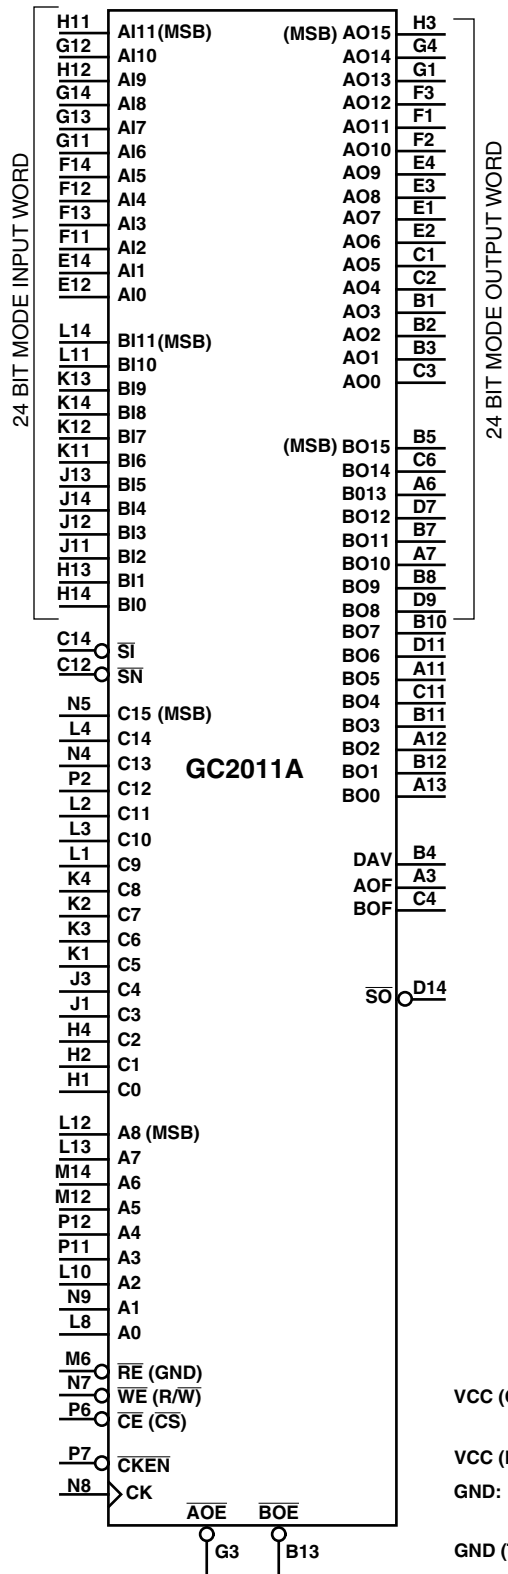 24 BIT MODE INPUT WORD
H11 AI11(MSB)
G12 AI10
H12 AI9
G14 AI8
G13 AI7
G11 AI6
F14 AI5
F12 AI4
F13 AI3
F11 AI2
E14 AI1
E12 AI0
L14 BI11(MSB)
L11 BI10
K13 BI9
K14 BI8
K12 BI7
K11 BI6
J13 BI5
J14 BI4
J12 BI3
J11 BI2
H13 BI1
H14 BI0
C14 SI
C12 SN
N5 C15 (MSB)
L4 C14
N4 C13
P2 C12
L2 C11
L3 C10
L1 C9
K4 C8
K2 C7
K3 C6
K1 C5
J3 C4
J1 C3
H4 C2
H2 C1
H1 C0
L12 A8 (MSB)
L13 A7
M14 A6
M12 A5
P12 A4
P11 A3
L10 A2
N9 A1
L8 A0
M6 RE (GND)
N7 WE (R/W)
P6 CE (CS)
P7 CKEN
N8 CK
GC2011A
(MSB) AO15 H3
AO14 G4
AO13 G1
AO12 F3
AO11 F1
AO10 F2
AO9 E4
AO8 E3
AO7 E1
AO6 E2
AO5 C1
AO4 C2
AO3 B1
AO2 B2
AO1 B3
AO0 C3
(MSB) BO15 B5
BO14 C6
B013 A6
BO12 D7
BO11 B7
BO10 A7
BO9 B8
BO8 D9
BO7 B10
BO6 D11
BO5 A11
BO4 C11
BO3 B11
BO2 A12
BO1 B12
BO0 A13
24 BIT MODE OUTPUT WORD
DAV B4
AOF A3
BOF C4
SO D14
AOE BOE
G3 B13
VCC (
VCC (
GND:
GND (